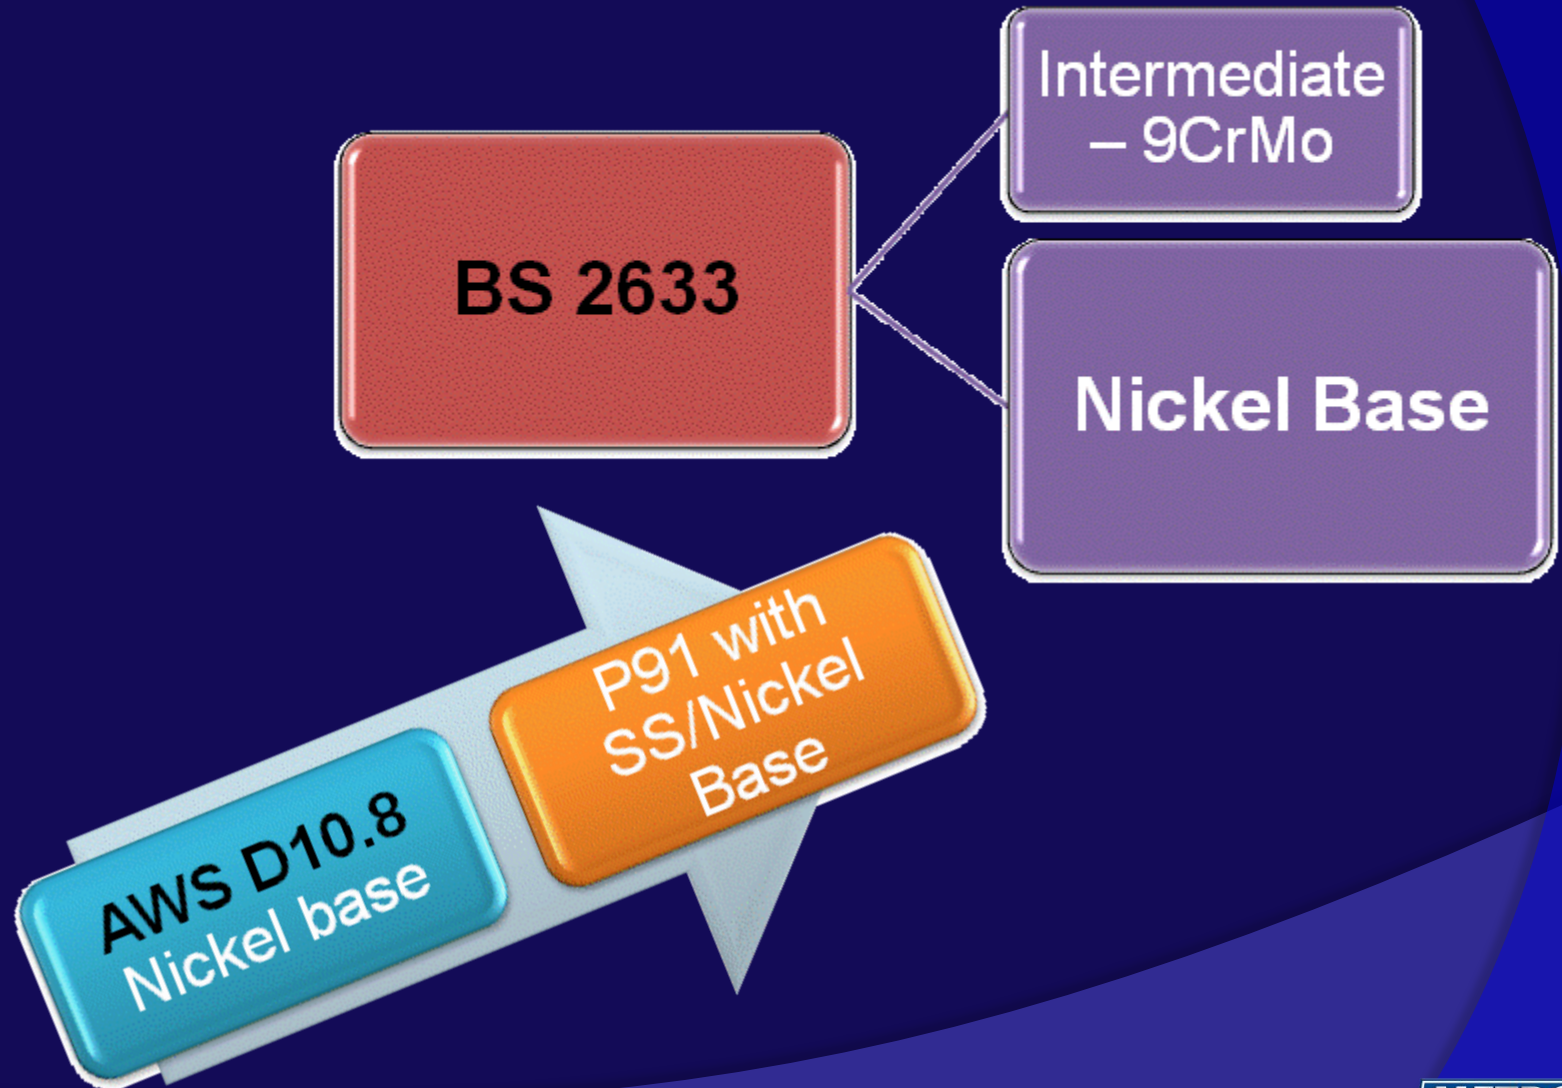 Intermediate
– 9CrMo
BS 2633
Nickel Base
P91 with
SS/Nickel
Base
AWS D10.8
Nickel base